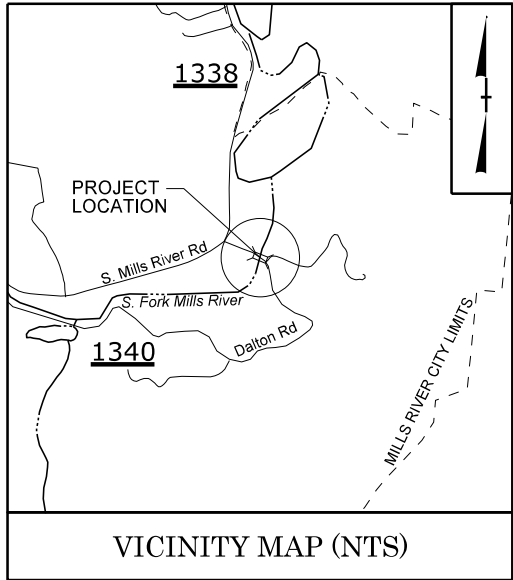 1338
PROJECT
LOCATION
S. Mills River Rd
S. Fork Mills River
Dalton Rd
1340
MILLS RIVER CITY LIMITS
VICINITY MAP (NTS)